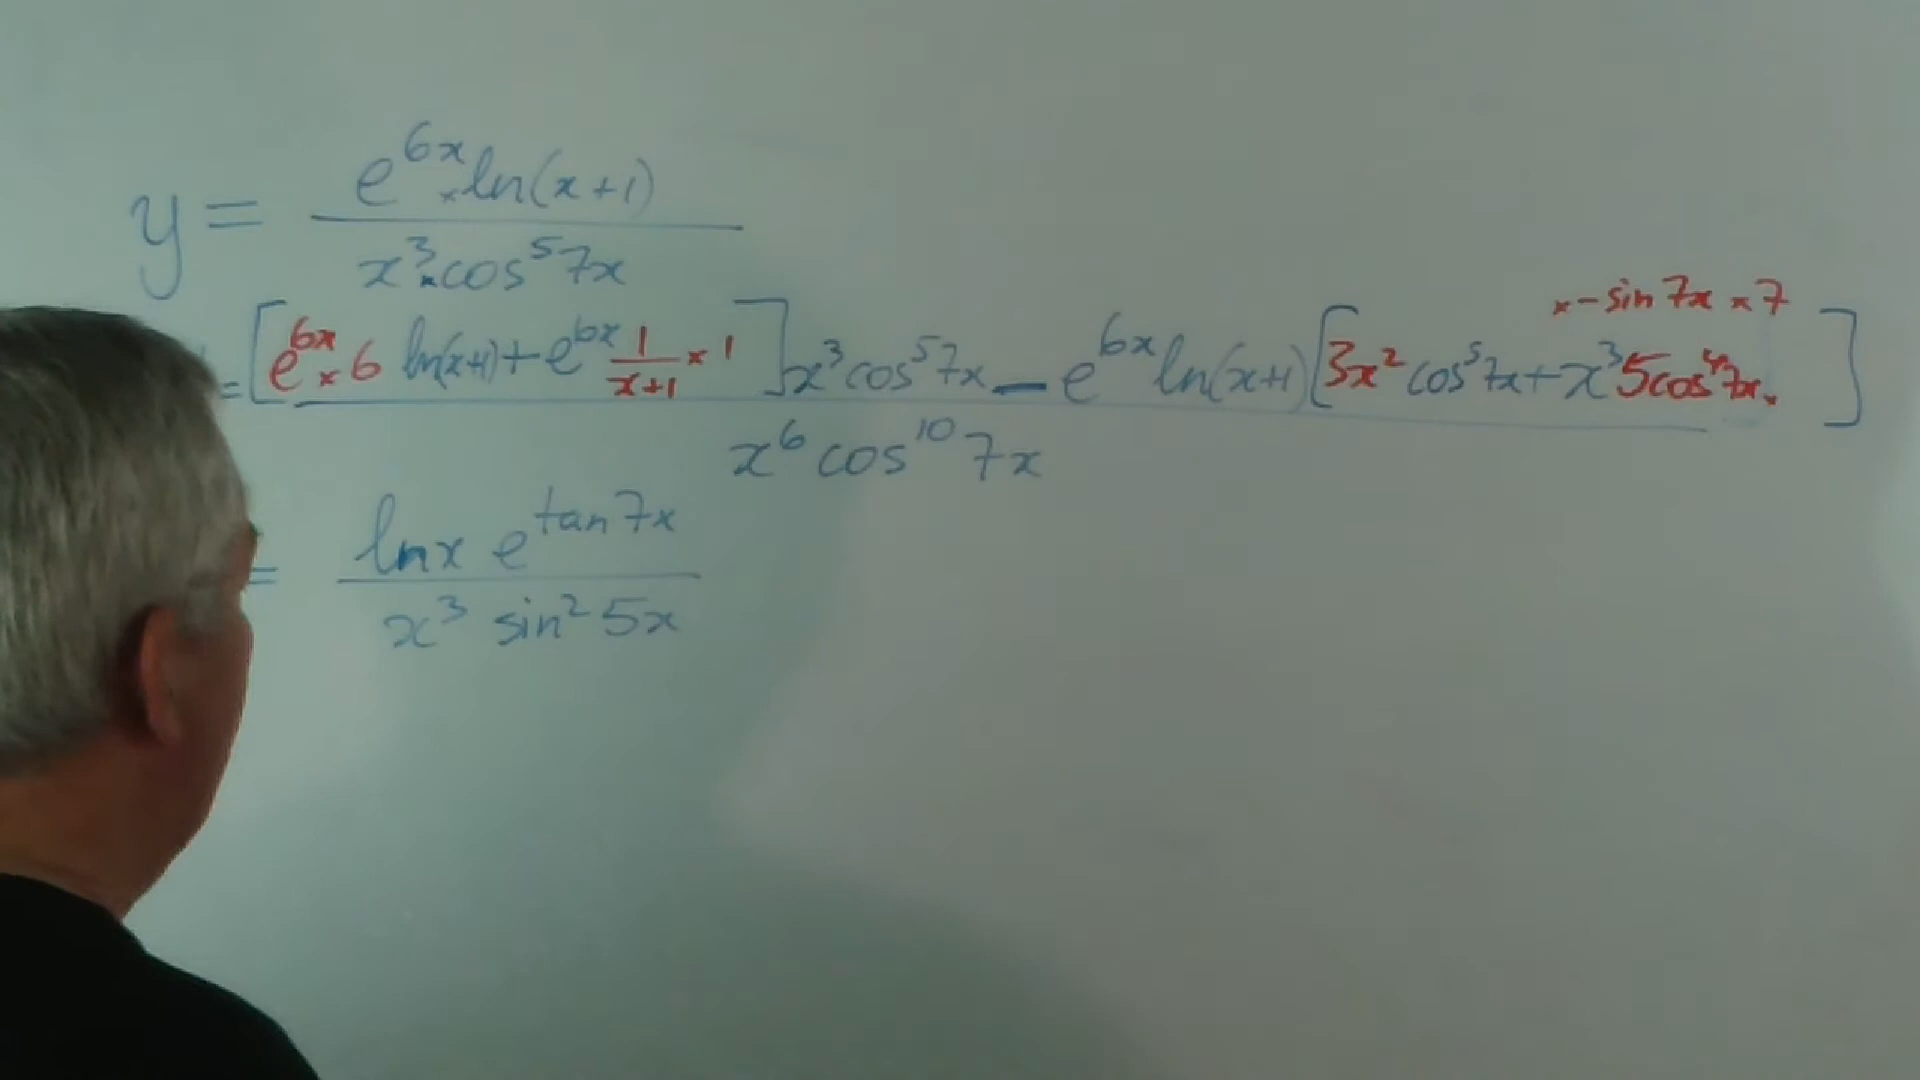 y = e^{6x} × ln(x+1)
x^3 × cos^5 7x
× -sin 7x × 7
= [e^{6x} × 6 ln(x+1) + e^{6x} 1/(x+1) × 1] x^3 cos^5 7x - e^{6x} ln(x+1) [3x^2 cos^5 7x + x^3 5cos^4 7x ]
x^6 cos^{10} 7x
= ln x e^{tan 7x}
x^3 sin^2 5x